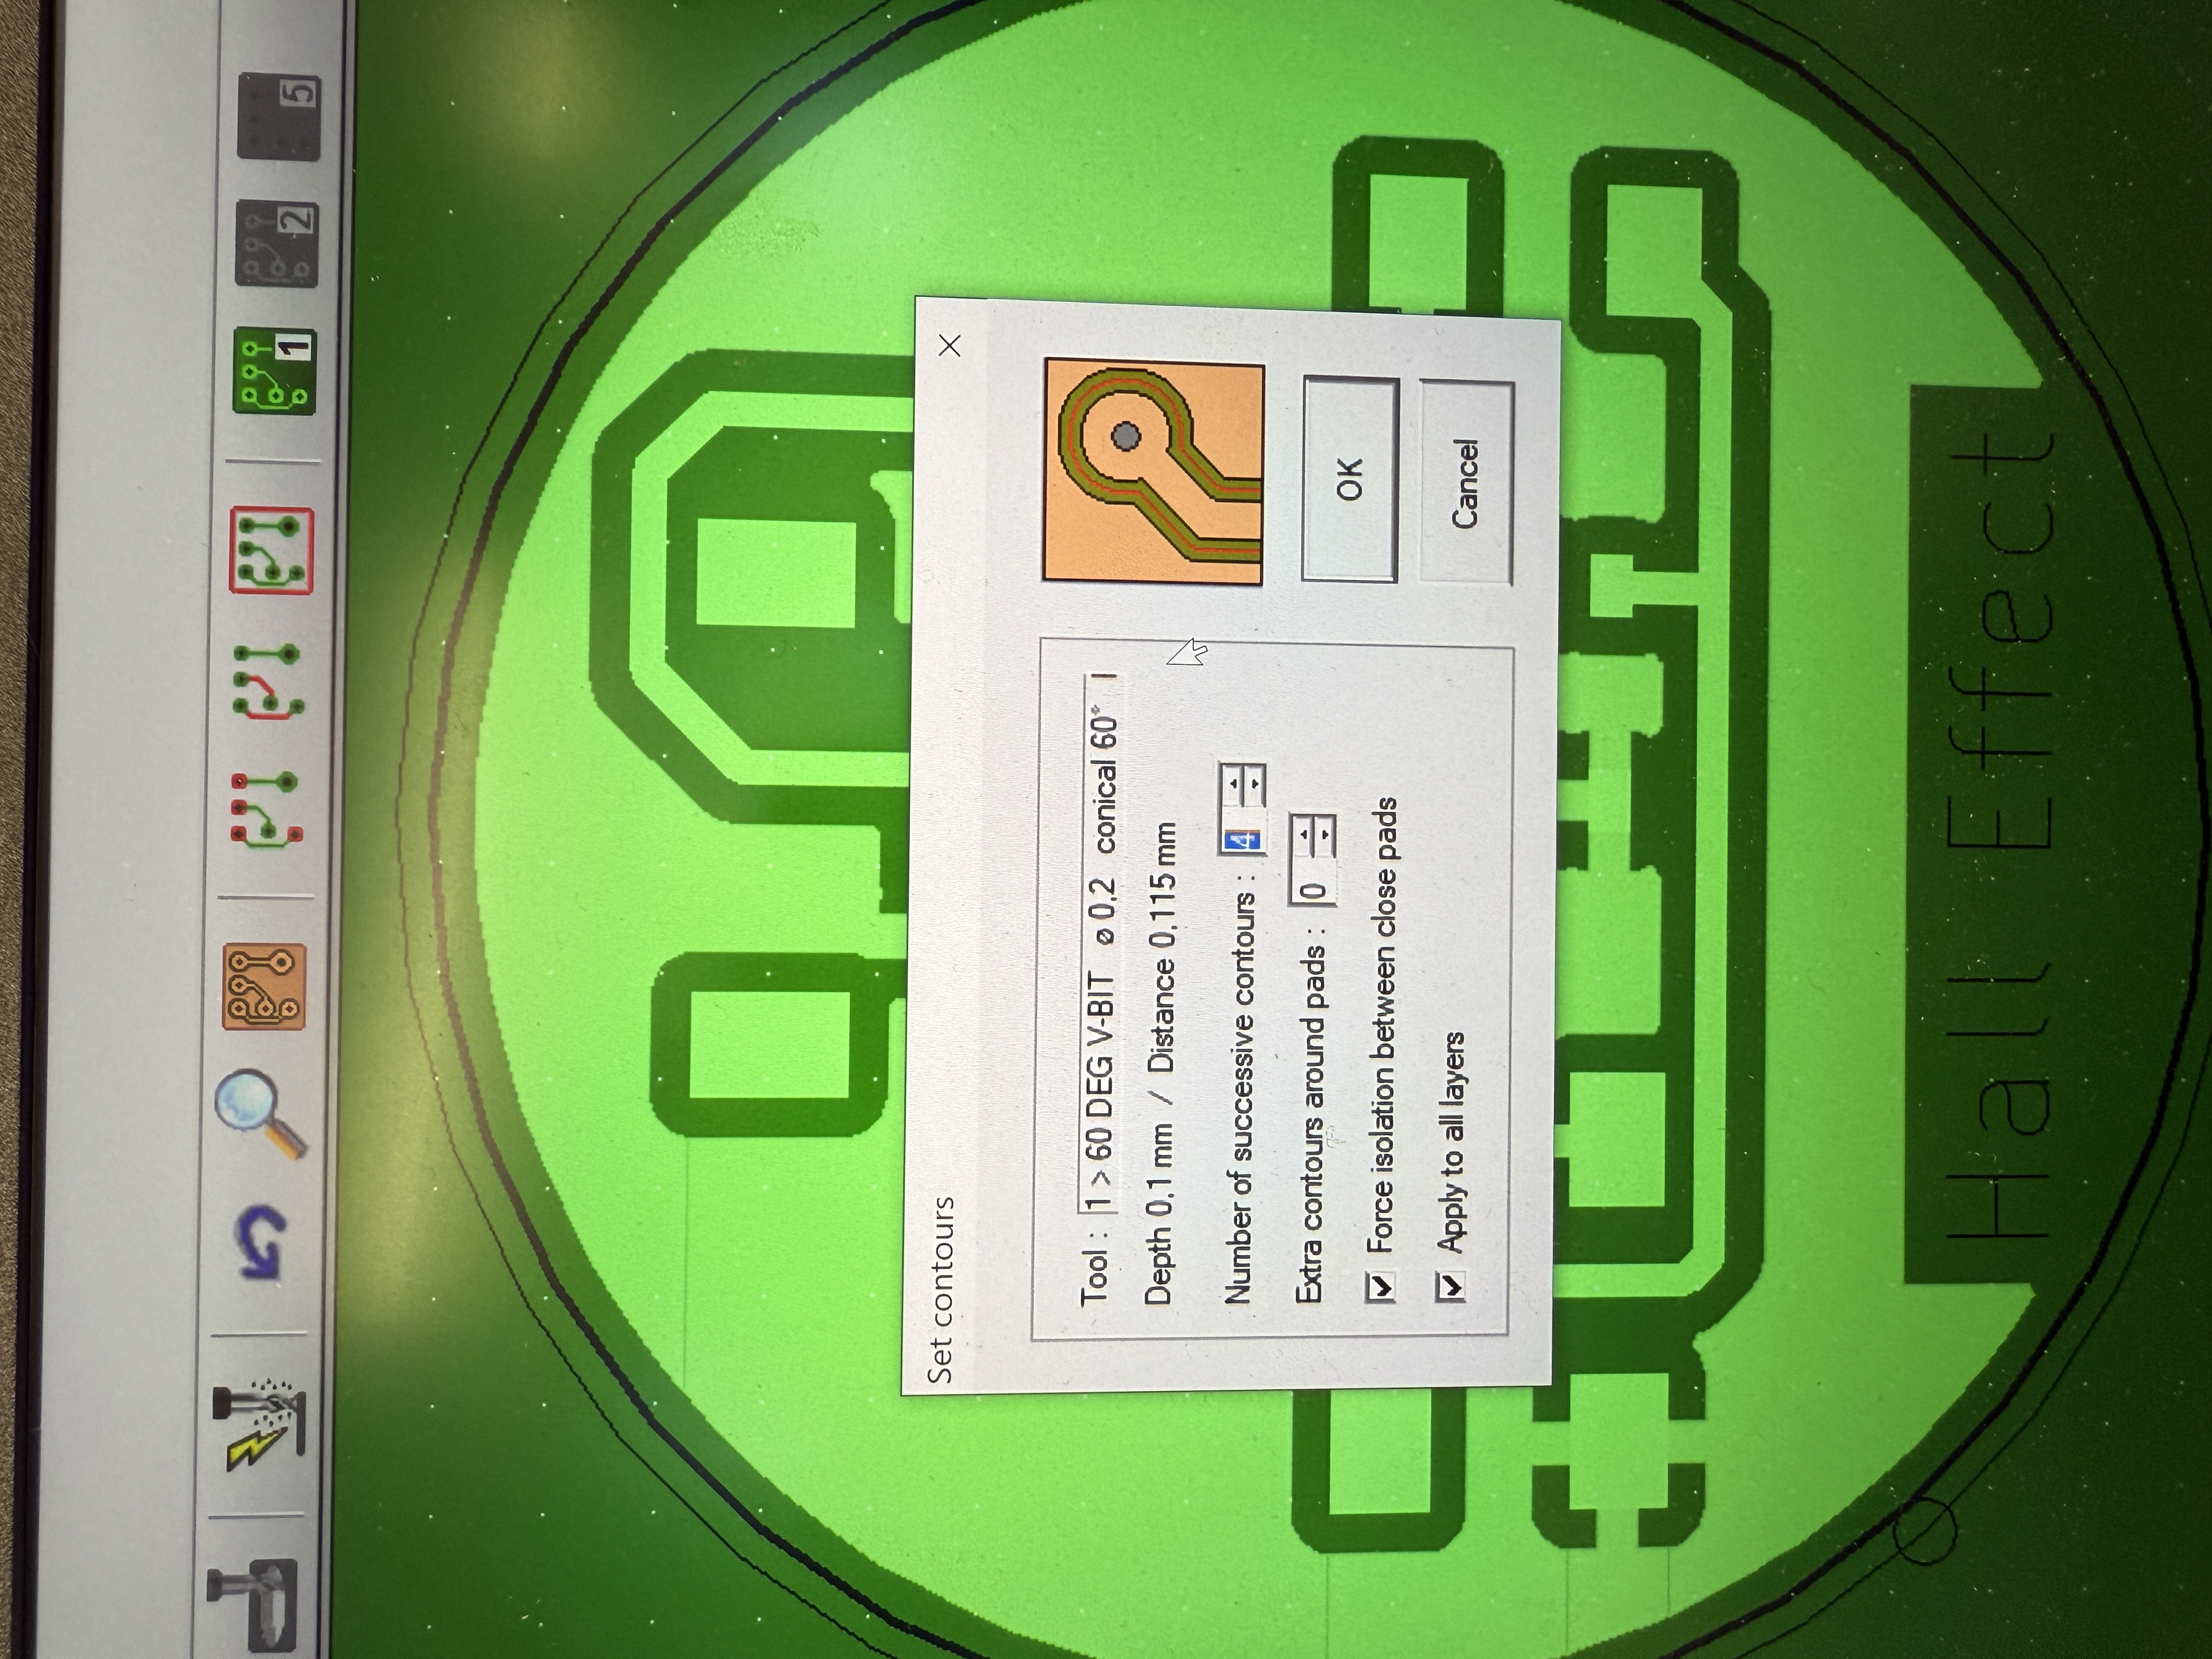 1
2
5
Set contours
Tool : 1 > 60 DEG V-BIT ⌀ 0,2 conical 60°
Depth 0,1 mm / Distance 0,115 mm
Number of successive contours : 4
Extra contours around pads : 0
Force isolation between close pads
Apply to all layers
OK
Cancel
Hall Effect